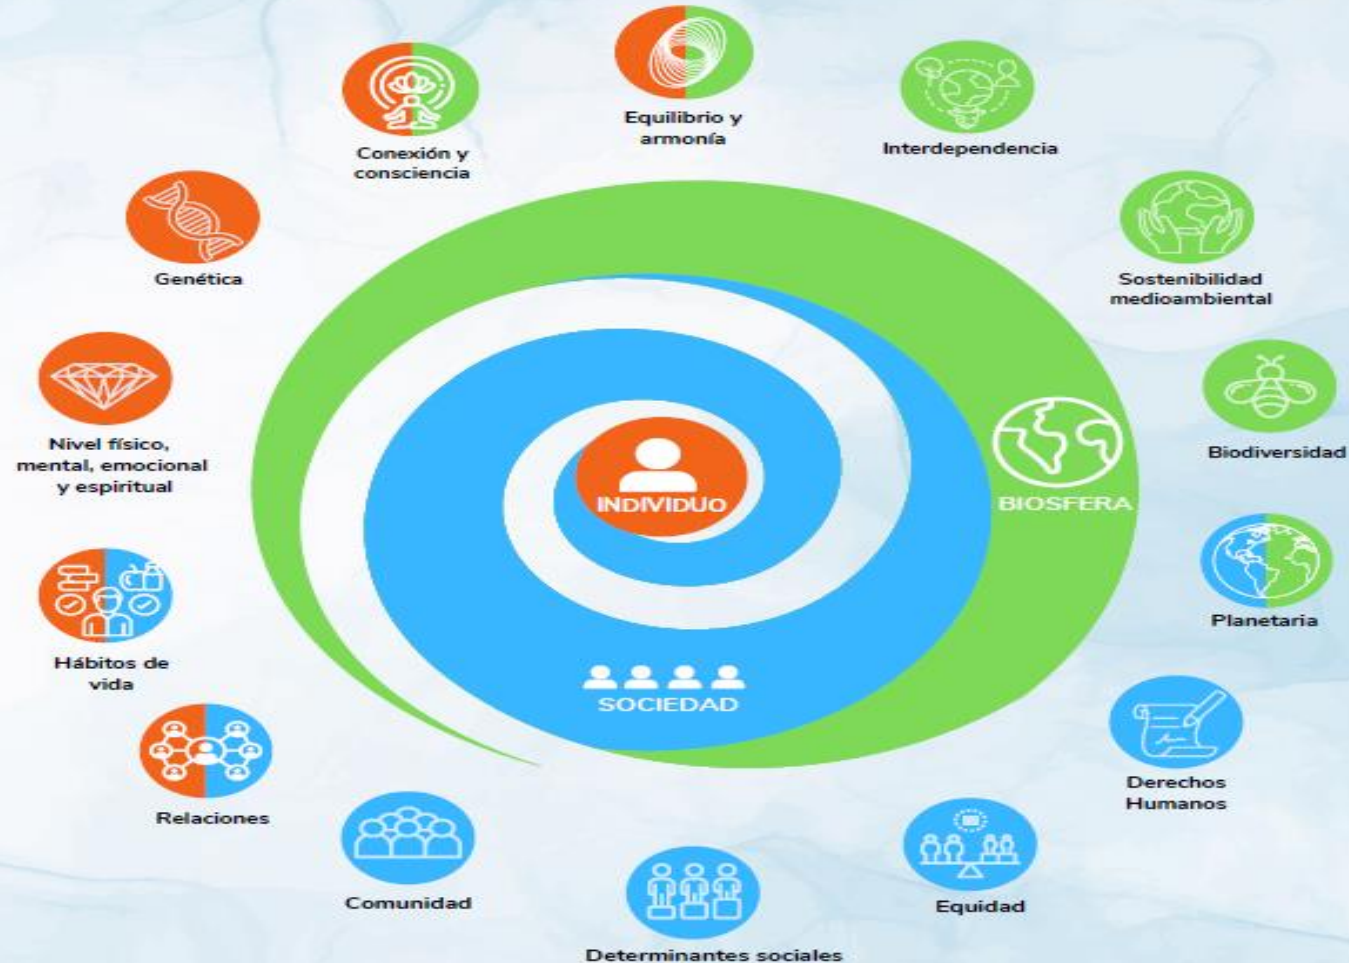 Equilibrio y
armonía
Interdependencia
Sostenibilidad
medioambiental
Biodiversidad
Planetaria
Derechos
Humanos
Equidad
Determinantes sociales
Comunidad
Relaciones
Hábitos de
vida
Nivel físico,
mental, emocional
y espiritual
Genética
Conexión y
consciencia
INDIVIDUO
BIOSFERA
SOCIEDAD